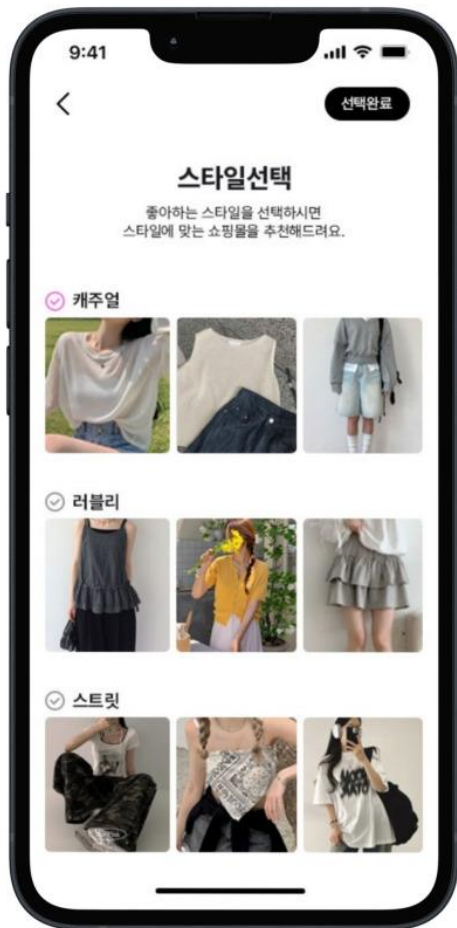 9:41
선택완료
스타일선택
좋아하는 스타일을 선택하시면
스타일에 맞는 쇼핑몰을 추천해드려요.
캐주얼
러블리
스트릿